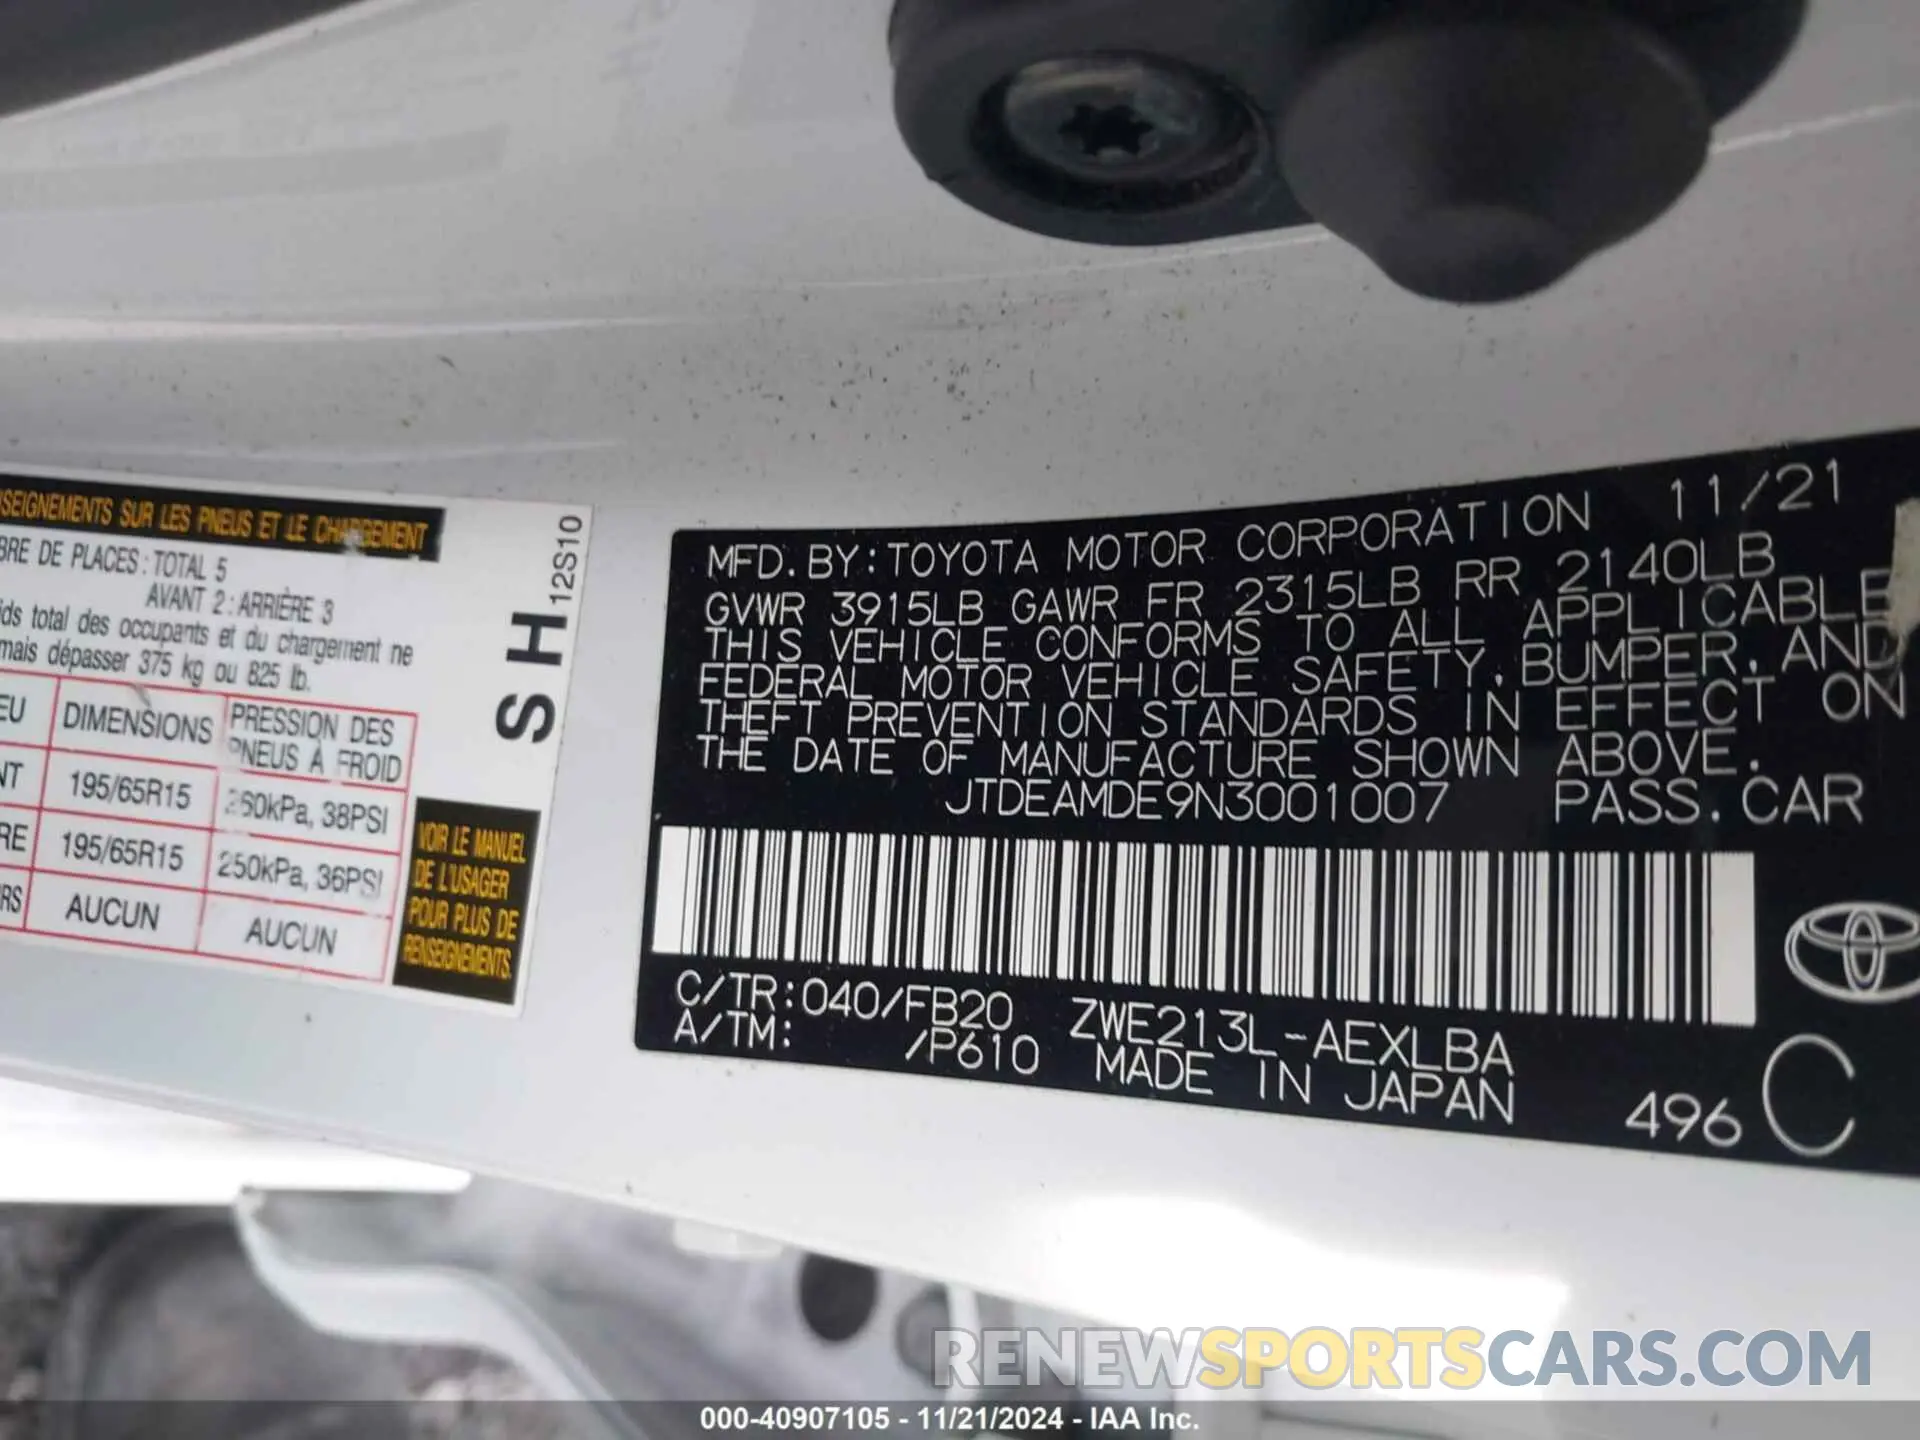 SUR LES PNEUS ET LE CHARGEMENT
DE PLACES : TOTAL 5
AVANT 2 : ARRIÈRE 3
total des occupants et du chargement ne
mais dépasser 375 kg ou 825 lb.
DIMENSIONS
PRESSION DES
PNEUS À FROID
195/65R15
260kPa, 38PSI
195/65R15
250kPa, 36PSI
AUCUN
AUCUN
SH
12S10
VOIR LE MANUEL
DE L'USAGER
POUR PLUS DE
RENSEIGNEMENTS.
MFD. BY: TOYOTA MOTOR CORPORATION 11/21
GVWR 3915LB GAWR FR 2315LB RR 2140LB
THIS VEHICLE CONFORMS TO ALL APPLICABLE
FEDERAL MOTOR VEHICLE SAFETY, BUMPER, AND
THEFT PREVENTION STANDARDS IN EFFECT ON
THE DATE OF MANUFACTURE SHOWN ABOVE.
JTDEAMDE9N3001007 PASS. CAR
C/TR: 040/FB20 ZWE213L-AEXLBA
A/TM: /P610 MADE IN JAPAN
496 C
RENEWSPORTSCARS.COM
000-40907105 - 11/21/2024 - IAA Inc.